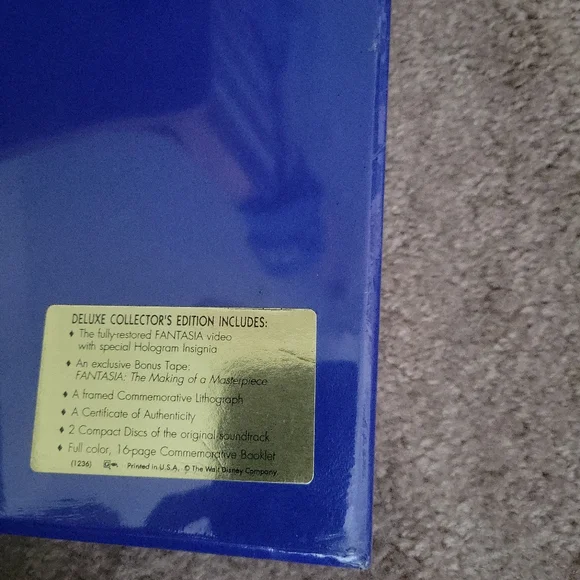 DELUXE COLLECTOR'S EDITION INCLUDES:
♦ The fully-restored FANTASIA video
with special Hologram Insignia
♦ An exclusive Bonus Tape:
FANTASIA: The Making of a Masterpiece
♦ A framed Commemorative Lithograph
♦ A Certificate of Authenticity
♦ 2 Compact Discs of the original soundtrack
♦ Full color, 16-page Commemorative Booklet
(1236) Printed in U.S.A. © The Walt Disney Company